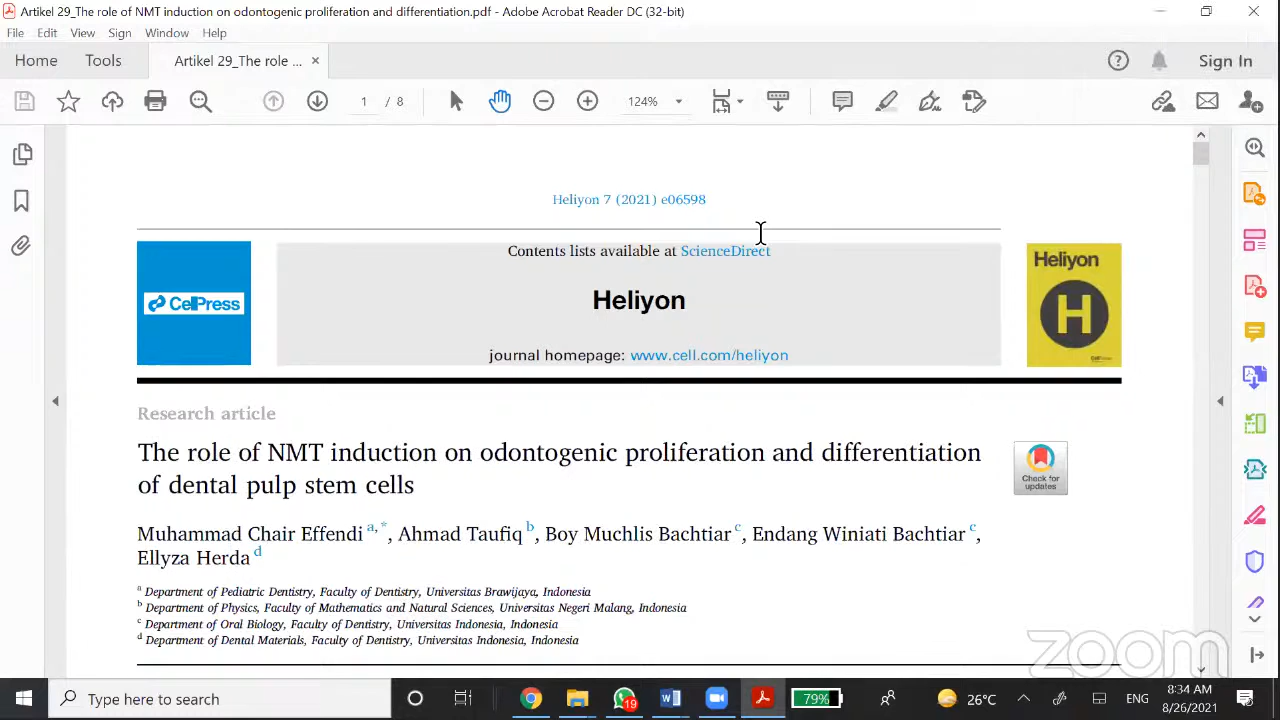 Artikel 29_The role of NMT induction on odontogenic proliferation and differentiation.pdf - Adobe Acrobat Reader DC (32-bit)
File Edit View Sign Window Help
Home Tools Artikel 29_The role ... × Sign In
1 / 8 124%
Heliyon 7 (2021) e06598
Contents lists available at ScienceDirect
CellPress
Heliyon
Heliyon
H
journal homepage: www.cell.com/heliyon
Research article
The role of NMT induction on odontogenic proliferation and differentiation
of dental pulp stem cells
Check for
updates
Muhammad Chair Effendi a,*, Ahmad Taufiq b, Boy Muchlis Bachtiar c, Endang Winiati Bachtiar c,
Ellyza Herda d
a Department of Pediatric Dentistry, Faculty of Dentistry, Universitas Brawijaya, Indonesia
b Department of Physics, Faculty of Mathematics and Natural Sciences, Universitas Negeri Malang, Indonesia
c Department of Oral Biology, Faculty of Dentistry, Universitas Indonesia, Indonesia
d Department of Dental Materials, Faculty of Dentistry, Universitas Indonesia, Indonesia
zoom
Type here to search
19
79%
26°C
ENG
8:34 AM
8/26/2021